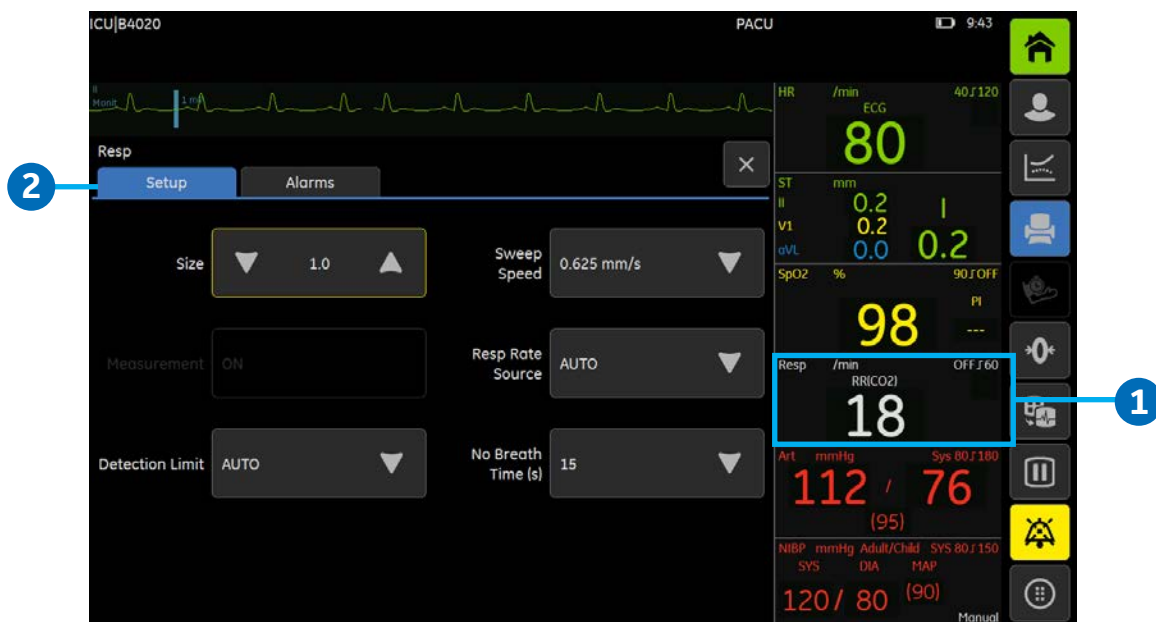 ICU|B4020 PACU 9:43
II
Monit 1 mV
Resp
Setup Alarms
2
Size 1.0
Sweep Speed 0.625 mm/s
Measurement ON
Resp Rate Source AUTO
Detection Limit AUTO
No Breath Time (s) 15
HR /min 40 120
ECG
80
ST mm
II 0.2 I
V1 0.2
aVL 0.0 0.2
SpO2 % 90 OFF
PI
98 ---
Resp /min OFF 60
RR(CO2)
18
1
Art mmHg Sys 80 180
112 / 76
(95)
NIBP mmHg Adult/Child SYS 80 150
SYS DIA MAP
120 / 80 (90)
Manual
0